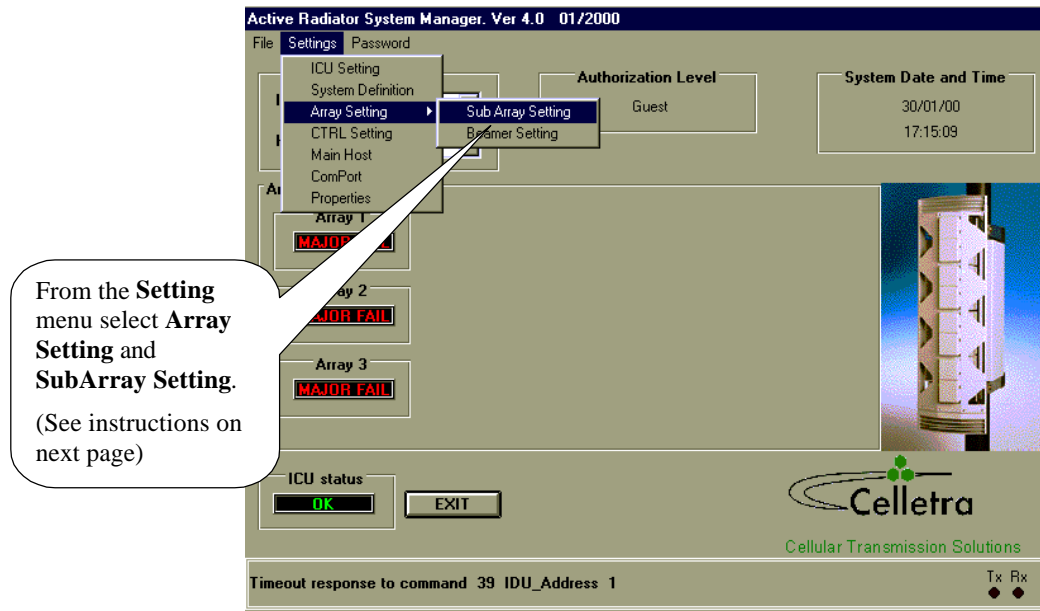 Active Radiator System Manager. Ver 4.0 01/2000
File Settings Password
ICU Setting
System Definition
Array Setting
CTRL Setting
Main Host
ComPort
Properties
Sub Array Setting
Beamer Setting
Authorization Level
Guest
System Date and Time
30/01/00
17:15:09
Array 1
MAJOR FAIL
Array 2
MAJOR FAIL
Array 3
MAJOR FAIL
From the Setting
menu select Array
Setting and
SubArray Setting.
(See instructions on
next page)
ICU status
OK
EXIT
Celletra
Cellular Transmission Solutions
Timeout response to command 39 IDU_Address 1
Tx Rx